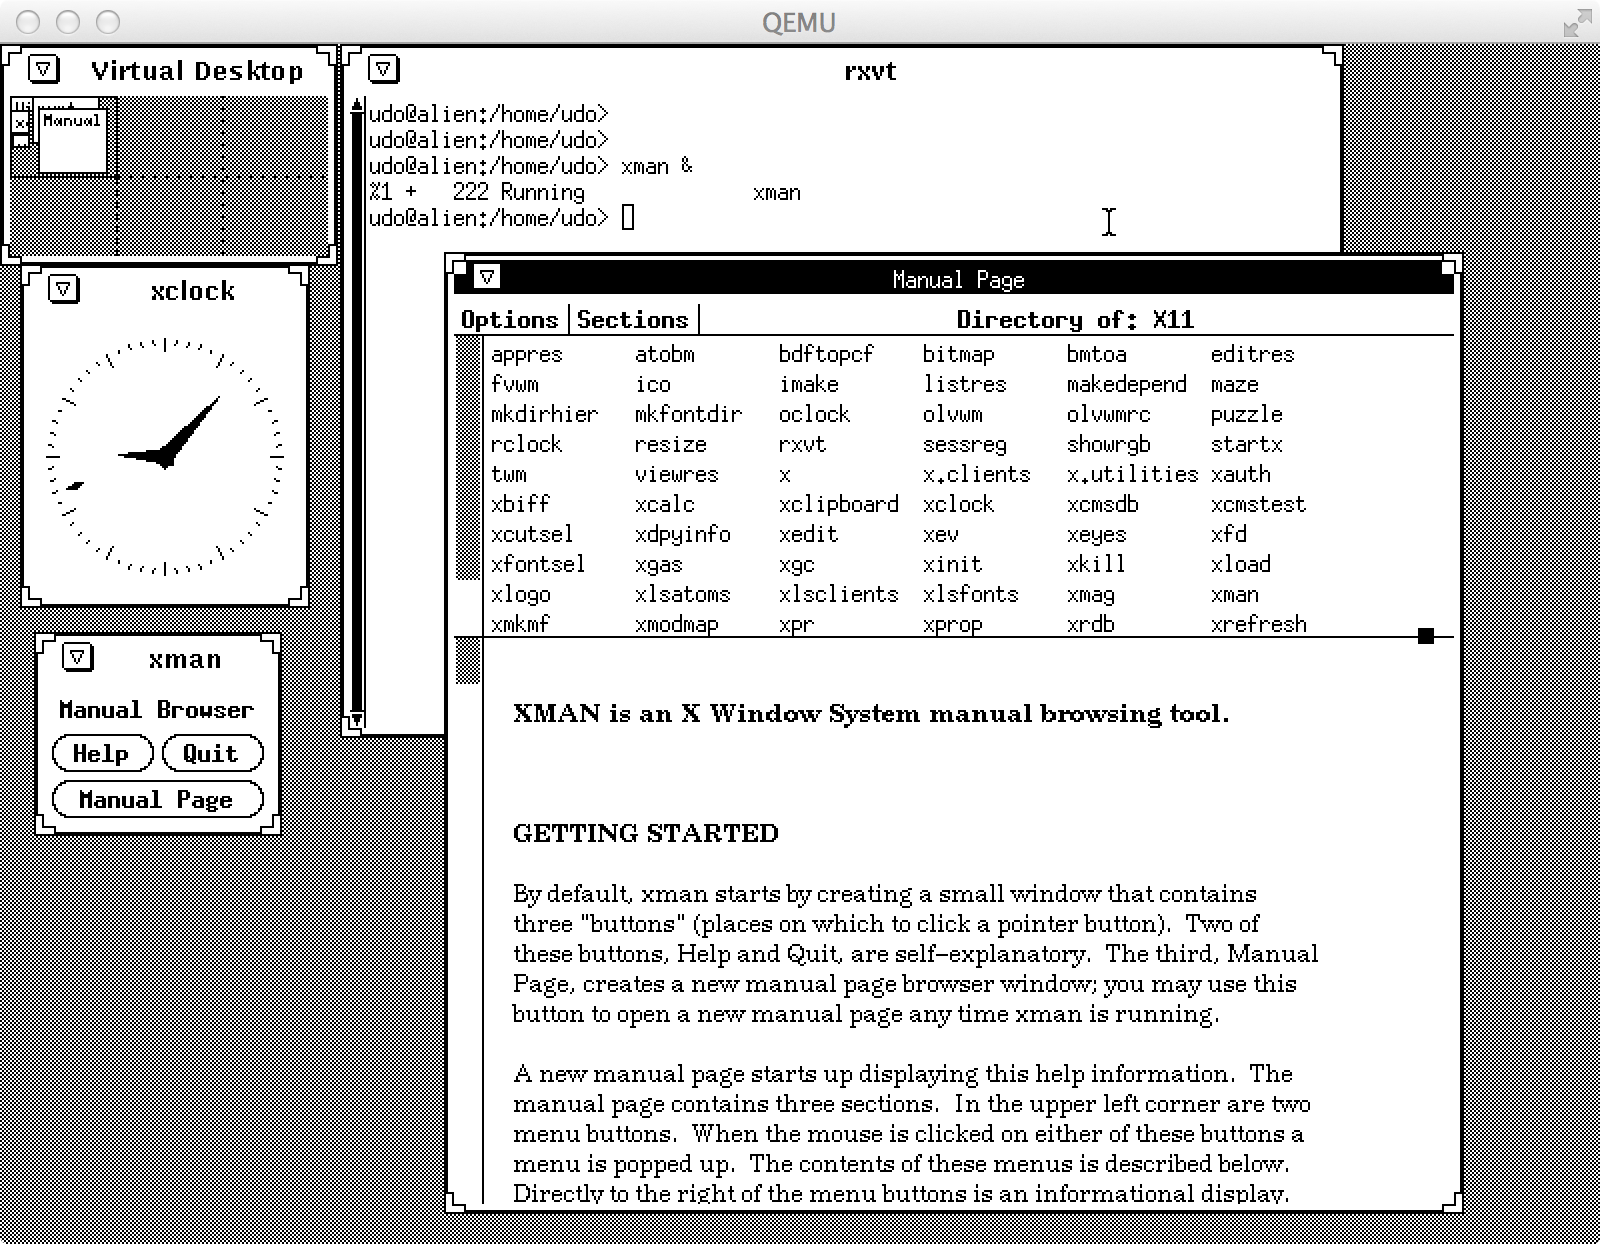 QEMU
Virtual Desktop
Manual
rxvt
udo@alien:/home/udo>
udo@alien:/home/udo>
udo@alien:/home/udo> xman &
%1 +   222 Running              xman
udo@alien:/home/udo>
xclock
xman
Manual Browser
Help Quit
Manual Page
Manual Page
Options Sections Directory of: X11
appres atobm bdftopcf bitmap bmtoa editres
fvwm ico imake listres makedepend maze
mkdirhier mkfontdir oclock olvwm olvwmrc puzzle
rclock resize rxvt sessreg showrgb startx
twm viewres x x.clients x.utilities xauth
xbiff xcalc xclipboard xclock xcmsdb xcmstest
xcutsel xdpyinfo xedit xev xeyes xfd
xfontsel xgas xgc xinit xkill xload
xlogo xlsatoms xlsclients xlsfonts xmag xman
xmkmf xmodmap xpr xprop xrdb xrefresh
XMAN is an X Window System manual browsing tool.
GETTING STARTED
By default, xman starts by creating a small window that contains
three "buttons" (places on which to click a pointer button).  Two of
these buttons, Help and Quit, are self-explanatory.  The third, Manual
Page, creates a new manual page browser window; you may use this
button to open a new manual page any time xman is running.
A new manual page starts up displaying this help information.  The
manual page contains three sections.  In the upper left corner are two
menu buttons.  When the mouse is clicked on either of these buttons a
menu is popped up.  The contents of these menus is described below.
Directly to the right of the menu buttons is an informational display.